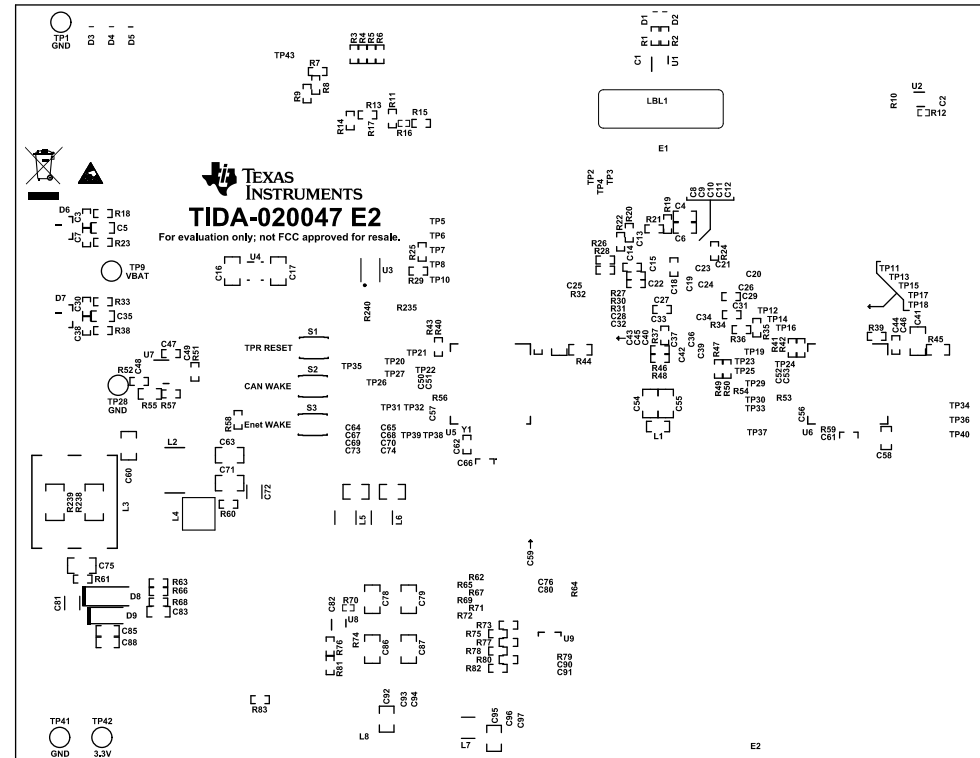 TP1
GND
D3
D4
D5
TP43
R3
R4
R5
R6
R7
R8
R9
R13
R11
R15
R14
R17
R16
D1
D2
R1
R2
C1
U1
LBL1
E1
R10
U2
C2
R12
TEXAS
INSTRUMENTS
TIDA-020047 E2
For evaluation only; not FCC approved for resale.
D6
C3
R18
C5
C7
R23
TP9
VBAT
D7
C30
R33
C35
C38
R38
C16
U4
C17
U3
R240
R235
TP5
TP6
TP7
TP8
TP10
R25
R29
TP2
TP4
TP3
R22
R20
C13
R21
R19
C4
C6
C8
C9
C10
C11
C12
R24
C21
R26
R28
C14
C15
C22
C18
C19
C23
C24
C20
C26
C29
C25
R32
R27
R30
R31
C28
C32
C27
C33
C31
C34
R34
R36
R35
TP12
TP14
TP16
TP11
TP13
TP15
TP17
TP18
C43
C45
C40
R37
C37
C42
C36
C39
R46
R48
R47
TP19
TP23
TP25
R41
R42
TP24
R39
C44
C46
C41
R45
S1
TPR RESET
S2
CAN WAKE
S3
Enet WAKE
TP35
TP20
TP27
TP26
TP21
TP22
C50
C51
R43
R40
R44
R52
C48
U7
C47
C49
R51
TP28
GND
R55
R57
R58
R56
C57
TP31
TP32
TP39
TP38
U5
Y1
C62
C66
C64
C67
C69
C73
C65
C68
C70
C74
C54
C55
L1
R49
R50
R54
TP29
TP30
TP33
TP37
C52
C53
R53
C56
U6
R59
C61
C58
TP34
TP36
TP40
C60
L2
C63
C71
C72
R60
L4
L3
R239
R238
L5
L6
C59
C75
R61
C81
D8
D9
R63
R66
R68
C83
C85
C88
C82
R70
U8
R74
R76
R81
C78
C79
C86
C87
R62
R65
R67
R69
R71
R72
R73
R75
R77
R78
R80
R82
C76
C80
R64
U9
R79
C90
C91
R83
C92
C93
C94
L8
L7
C95
C96
C97
TP41
GND
TP42
3.3V
E2